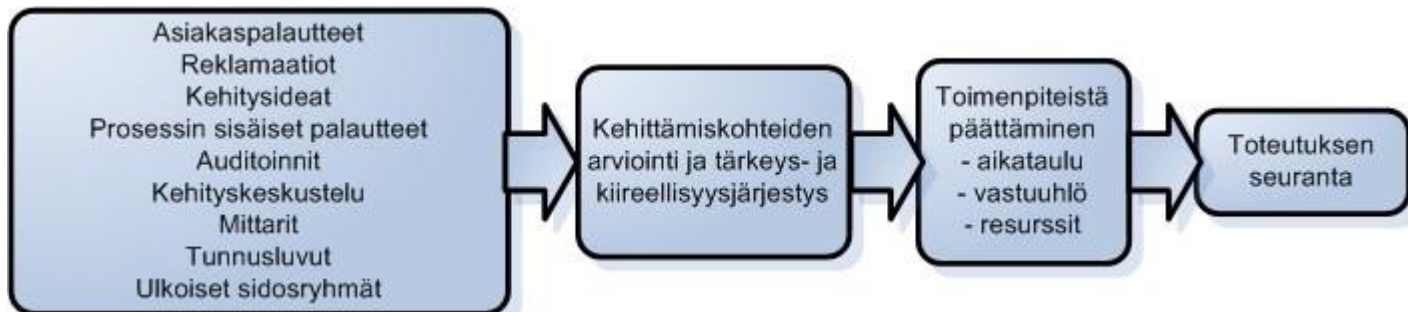 Asiakaspalautteet
Reklamaatiot
Kehitysideat
Prosessin sisäiset palautteet
Auditoinnit
Kehityskeskustelu
Mittarit
Tunnusluvut
Ulkoiset sidosryhmät
Kehittämiskohteiden
arviointi ja tärkeys- ja
kiireellisyysjärjestys
Toimenpiteistä
päättäminen
- aikataulu
- vastuuhlö
- resurssit
Toteutuksen
seuranta